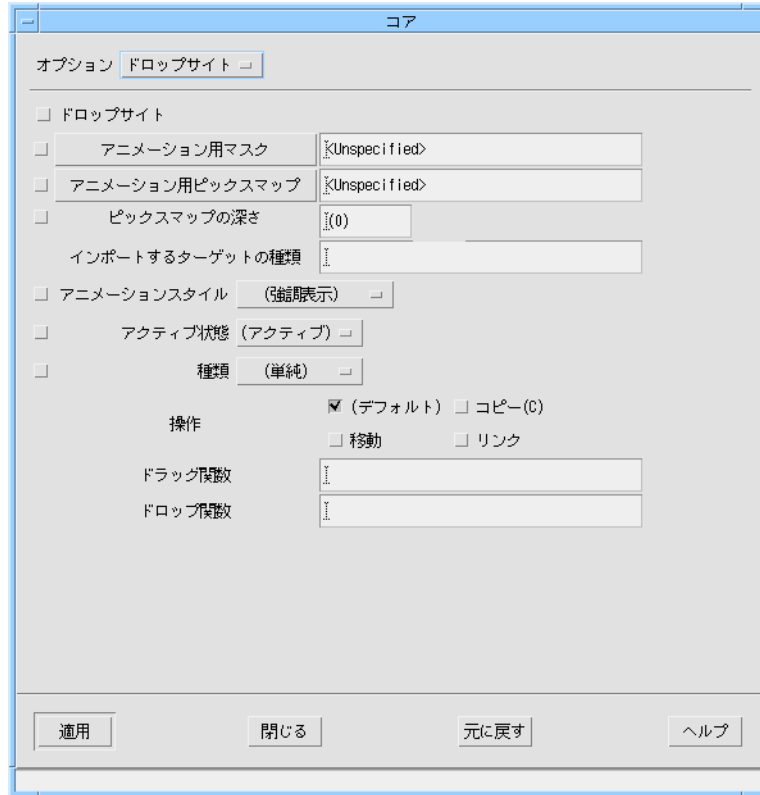 コア
オプション ドロップサイト
ドロップサイト
アニメーション用マスク <Unspecified>
アニメーション用ピックスマップ <Unspecified>
ピックスマップの深さ (0)
インポートするターゲットの種類
アニメーションスタイル (強調表示)
アクティブ状態 (アクティブ)
種類 (単純)
操作 (デフォルト) コピー(C)
移動 リンク
ドラッグ関数
ドロップ関数
適用 閉じる 元に戻す ヘルプ